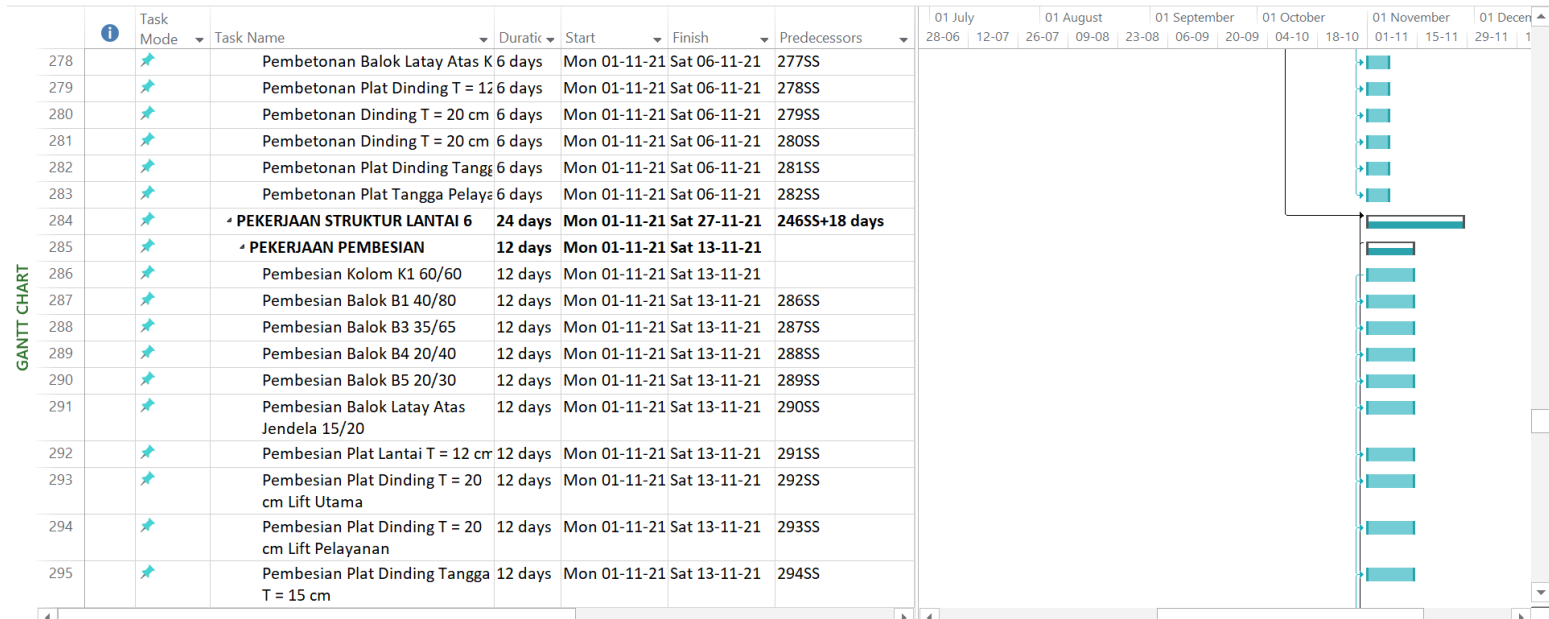 Task
Mode Task Name Duratic Start Finish Predecessors
01 July 01 August 01 September 01 October 01 November 01 Decem
28-06 12-07 26-07 09-08 23-08 06-09 20-09 04-10 18-10 01-11 15-11 29-11 1
278 Pembetonan Balok Latay Atas K 6 days Mon 01-11-21 Sat 06-11-21 277SS
279 Pembetonan Plat Dinding T = 12 6 days Mon 01-11-21 Sat 06-11-21 278SS
280 Pembetonan Dinding T = 20 cm 6 days Mon 01-11-21 Sat 06-11-21 279SS
281 Pembetonan Dinding T = 20 cm 6 days Mon 01-11-21 Sat 06-11-21 280SS
282 Pembetonan Plat Dinding Tangg 6 days Mon 01-11-21 Sat 06-11-21 281SS
283 Pembetonan Plat Tangga Pelaya 6 days Mon 01-11-21 Sat 06-11-21 282SS
284 PEKERJAAN STRUKTUR LANTAI 6 24 days Mon 01-11-21 Sat 27-11-21 246SS+18 days
285 PEKERJAAN PEMBESIAN 12 days Mon 01-11-21 Sat 13-11-21
286 Pembesian Kolom K1 60/60 12 days Mon 01-11-21 Sat 13-11-21
287 Pembesian Balok B1 40/80 12 days Mon 01-11-21 Sat 13-11-21 286SS
288 Pembesian Balok B3 35/65 12 days Mon 01-11-21 Sat 13-11-21 287SS
289 Pembesian Balok B4 20/40 12 days Mon 01-11-21 Sat 13-11-21 288SS
290 Pembesian Balok B5 20/30 12 days Mon 01-11-21 Sat 13-11-21 289SS
291 Pembesian Balok Latay Atas 12 days Mon 01-11-21 Sat 13-11-21 290SS
Jendela 15/20
292 Pembesian Plat Lantai T = 12 cm 12 days Mon 01-11-21 Sat 13-11-21 291SS
293 Pembesian Plat Dinding T = 20 12 days Mon 01-11-21 Sat 13-11-21 292SS
cm Lift Utama
294 Pembesian Plat Dinding T = 20 12 days Mon 01-11-21 Sat 13-11-21 293SS
cm Lift Pelayanan
295 Pembesian Plat Dinding Tangga 12 days Mon 01-11-21 Sat 13-11-21 294SS
T = 15 cm
GANTT CHART